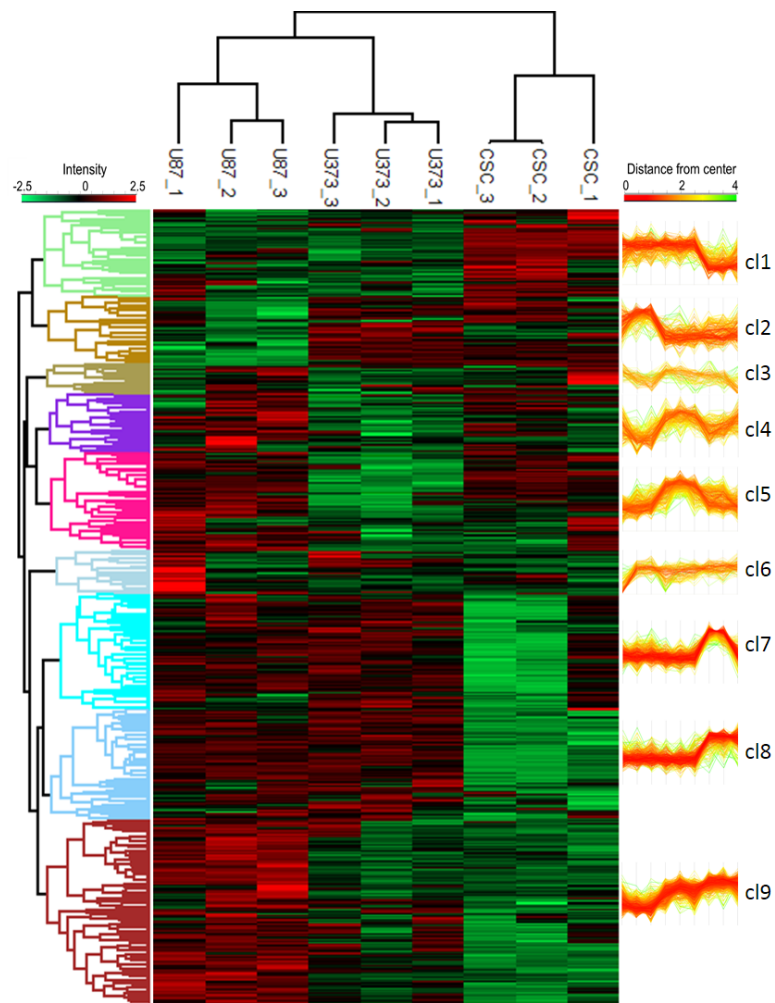 U87_1 U87_2 U87_3 U373_3 U373_2 U373_1 CSC_3 CSC_2 CSC_1
Intensity
-2.5 0 2.5
Distance from center
0 2 4
cl1
cl2
cl3
cl4
cl5
cl6
cl7
cl8
cl9